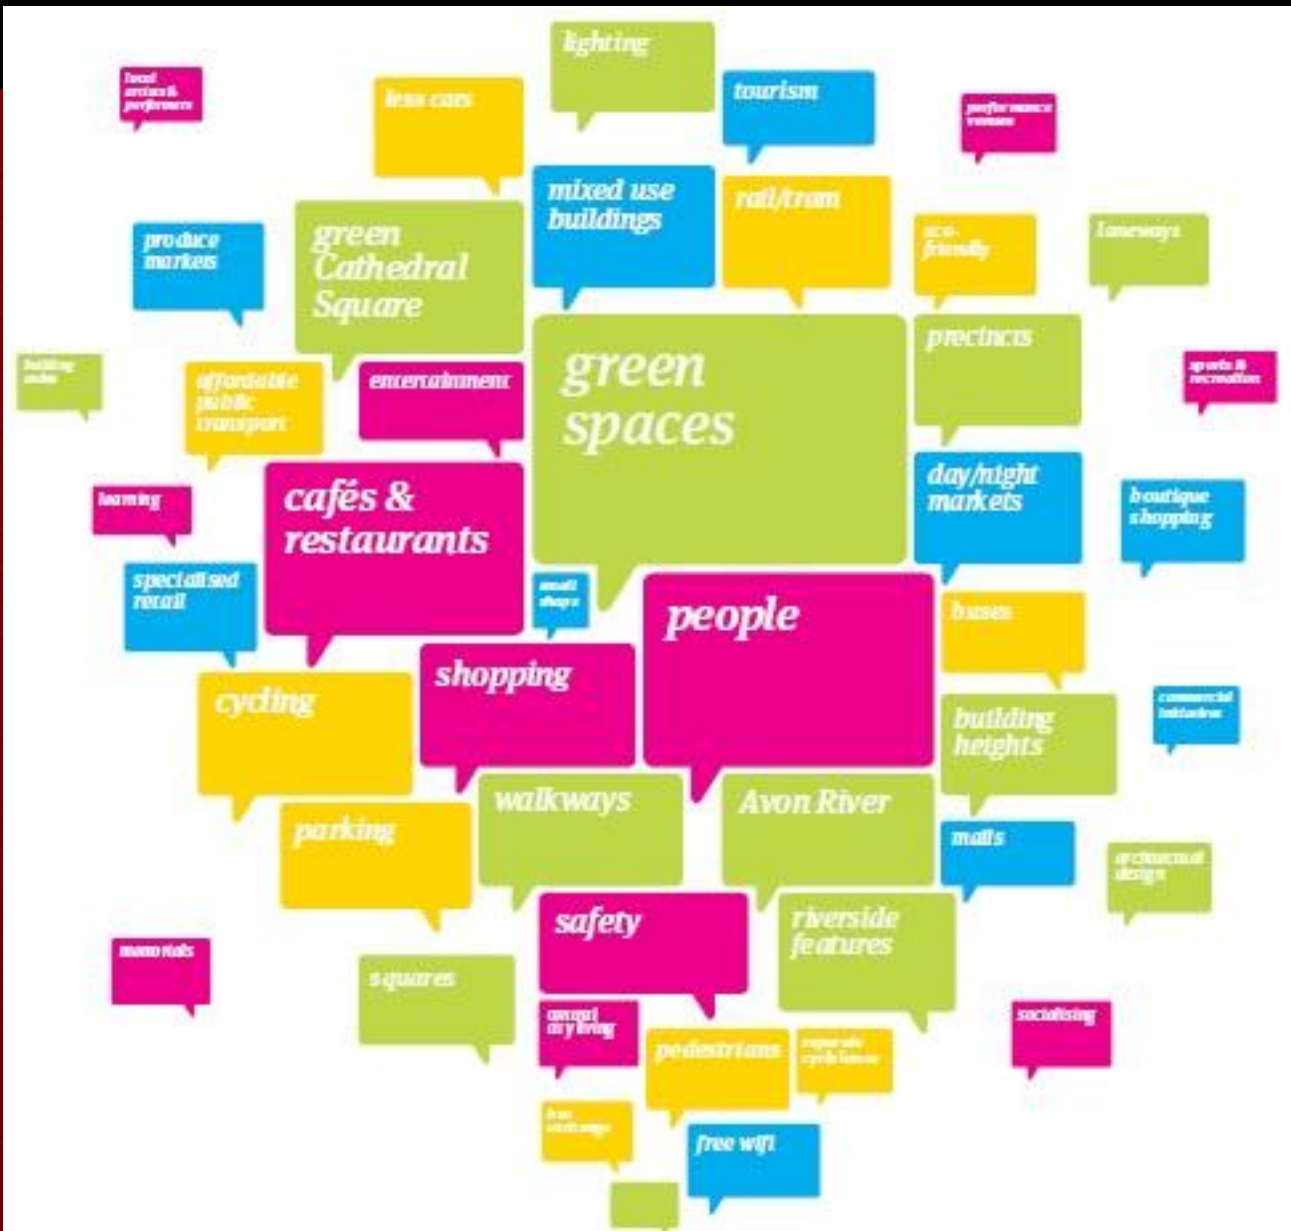 lighting
local
artists &
performers
less cars
tourism
performance
venues
mixed use
buildings
rail/tram
green
Cathedral
Square
produce
markets
eco-
friendly
laneways
green
spaces
precincts
building
entertainment
affordable
public
transport
sports &
recreation
cafés &
restaurants
day/night
markets
boutique
shopping
learning
specialised
retail
small
shops
people
buses
shopping
cycling
commercial
initiatives
building
heights
walkways
Avon River
parking
malls
architectural
design
safety
riverside
features
memorials
squares
central
city living
socialising
pedestrians
separate
cycle lanes
bus
exchange
free wifi